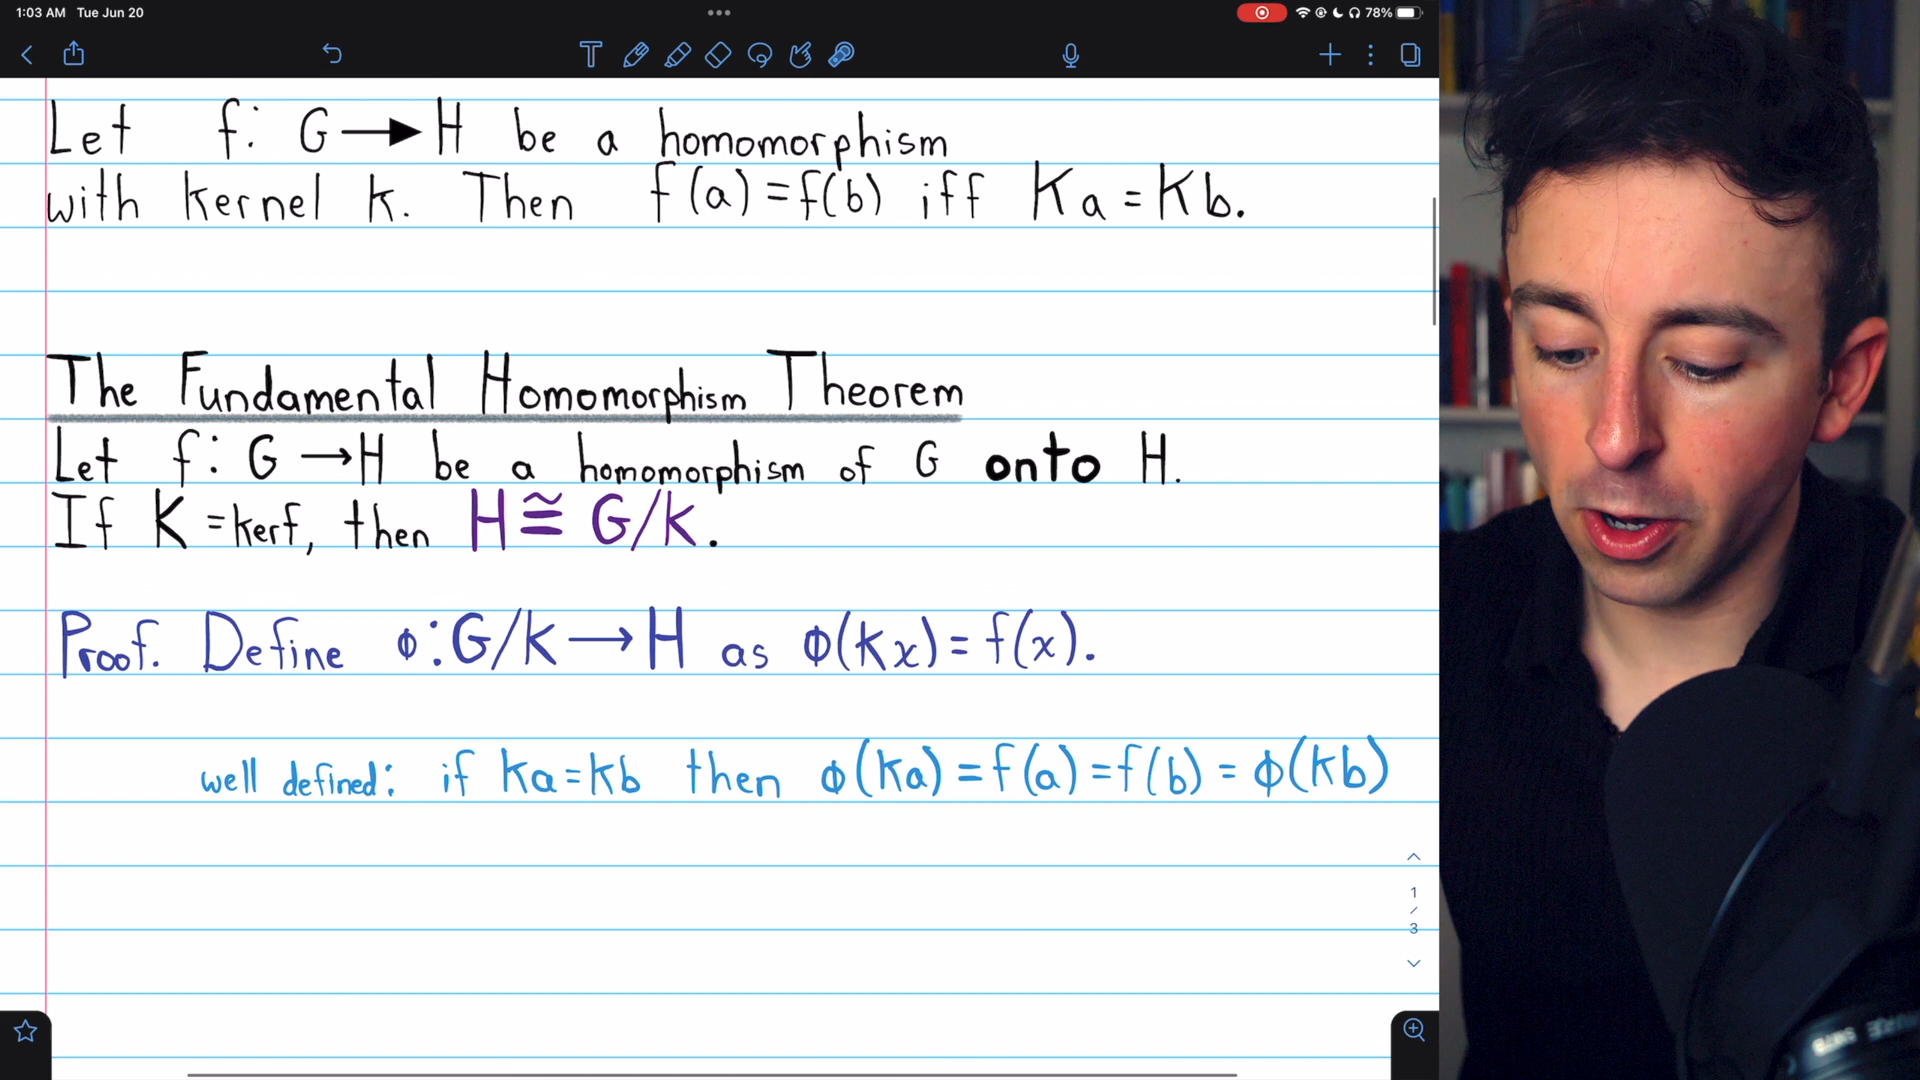 1:03 AM Tue Jun 20
78%
Let f: G→H be a homomorphism
with kernel K. Then f(a)=f(b) iff Ka=Kb.
The Fundamental Homomorphism Theorem
Let f: G→H be a homomorphism of G onto H.
If K=kerf, then H≅G/K.
Proof. Define φ:G/K→H as φ(Kx)=f(x).
well defined: if Ka=Kb then φ(Ka)=f(a)=f(b)=φ(Kb)
1
/
3